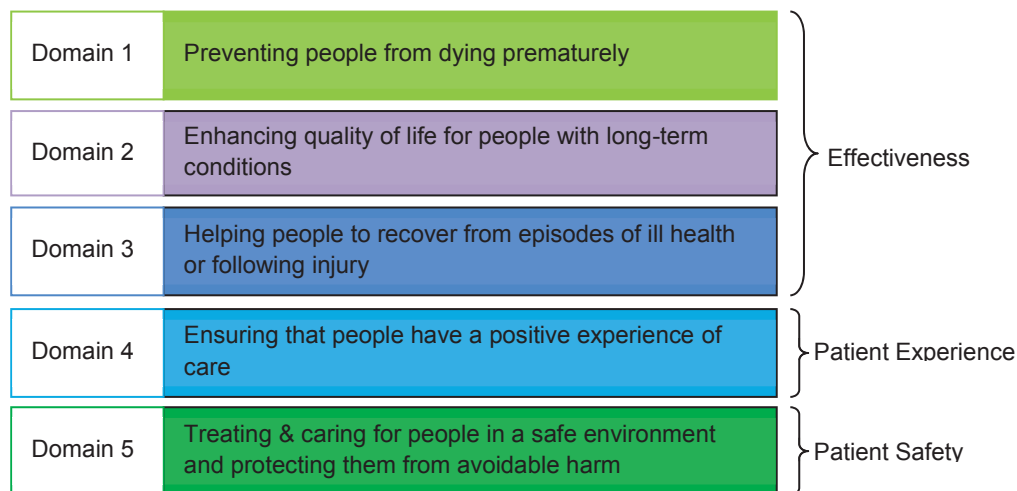 Domain 1
Preventing people from dying prematurely
Domain 2
Enhancing quality of life for people with long-term
conditions
Effectiveness
Domain 3
Helping people to recover from episodes of ill health
or following injury
Domain 4
Ensuring that people have a positive experience of
care
Patient Experience
Domain 5
Treating & caring for people in a safe environment
and protecting them from avoidable harm
Patient Safety